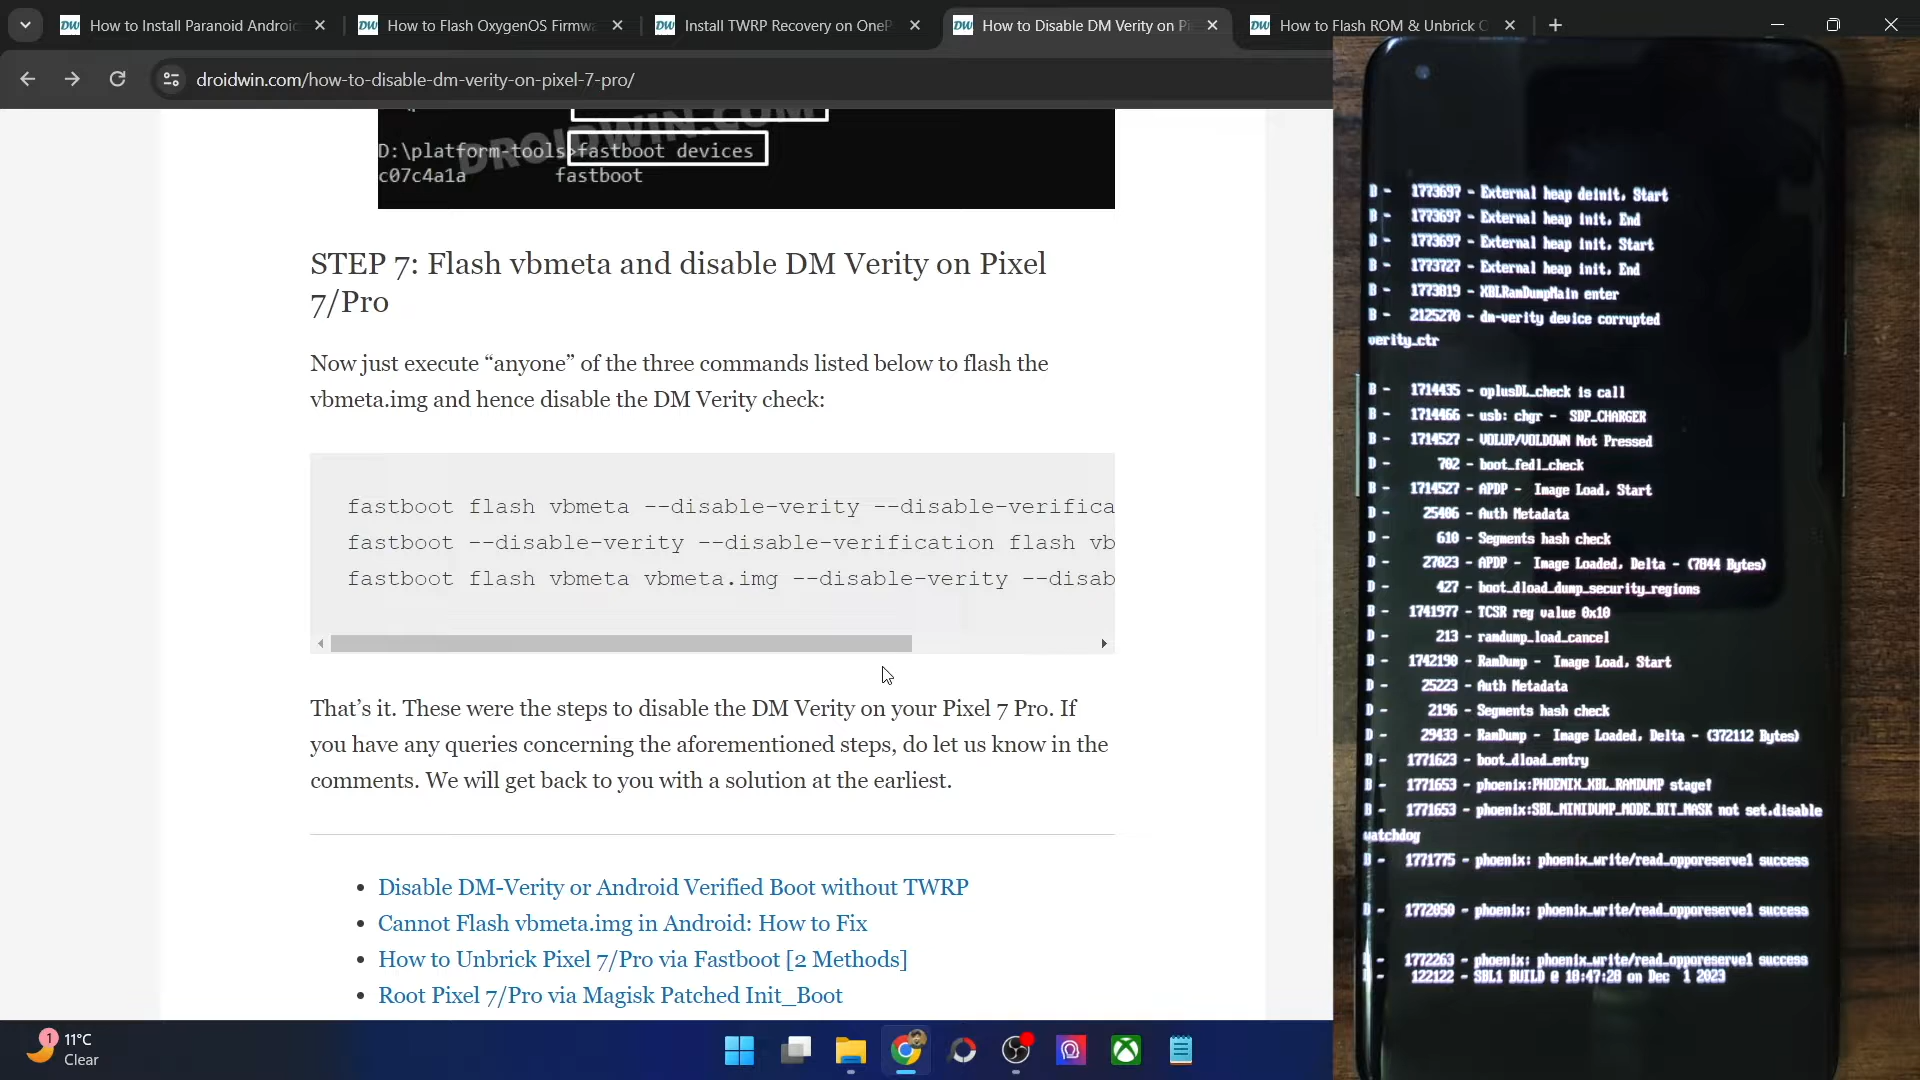 How to Install Paranoid Android
How to Flash OxygenOS Firmwa
Install TWRP Recovery on OneP
How to Disable DM Verity on Pi
How to Flash ROM & Unbrick C
droidwin.com/how-to-disable-dm-verity-on-pixel-7-pro/
DROIDWIN.COM
D:\platform-tools>fastboot devices
c07c4a1a fastboot
STEP 7: Flash vbmeta and disable DM Verity on Pixel
7/Pro
Now just execute “anyone” of the three commands listed below to flash the
vbmeta.img and hence disable the DM Verity check:
fastboot flash vbmeta --disable-verity --disable-verifica
fastboot --disable-verity --disable-verification flash vb
fastboot flash vbmeta vbmeta.img --disable-verity --disab
That’s it. These were the steps to disable the DM Verity on your Pixel 7 Pro. If
you have any queries concerning the aforementioned steps, do let us know in the
comments. We will get back to you with a solution at the earliest.
• Disable DM-Verity or Android Verified Boot without TWRP
• Cannot Flash vbmeta.img in Android: How to Fix
• How to Unbrick Pixel 7/Pro via Fastboot [2 Methods]
• Root Pixel 7/Pro via Magisk Patched Init_Boot
1
11°C
Clear
D - 1773697 - External heap deinit, Start
B - 1773697 - External heap init, End
B - 1773697 - External heap init, Start
B - 1773727 - External heap init, End
B - 1773819 - XBLRamDumpMain enter
B - 2125270 - dm-verity device corrupted
verity_ctr
B - 1714435 - oplusDL_check is call
B - 1714466 - usb: chgr - SDP_CHARGER
B - 1714527 - VOLUP/VOLDOWN Not Pressed
D - 702 - boot_fedl_check
B - 1714527 - APDP - Image Load, Start
D - 25406 - Auth Metadata
D - 610 - Segments hash check
D - 27023 - APDP - Image Loaded, Delta - (7844 Bytes)
D - 427 - boot_dload_dump_security_regions
B - 1741977 - TCSR reg value 0x10
D - 213 - ramdump_load_cancel
B - 1742190 - RamDump - Image Load, Start
D - 25223 - Auth Metadata
D - 2196 - Segments hash check
D - 29433 - RamDump - Image Loaded, Delta - (372112 Bytes)
B - 1771623 - boot_dload_entry
B - 1771653 - phoenix:PHOENIX_XBL_RAMDUMP stage!
B - 1771653 - phoenix:SBL_MINIDUMP_MODE_BIT_MASK not set,disable
watchdog
B - 1771775 - phoenix: phoenix_write/read_opporeserve1 success
B - 1772050 - phoenix: phoenix_write/read_opporeserve1 success
- 1772263 - phoenix: phoenix_write/read_opporeserve1 success
- 122122 - SBL1 BUILD @ 18:47:28 on Dec 1 2023